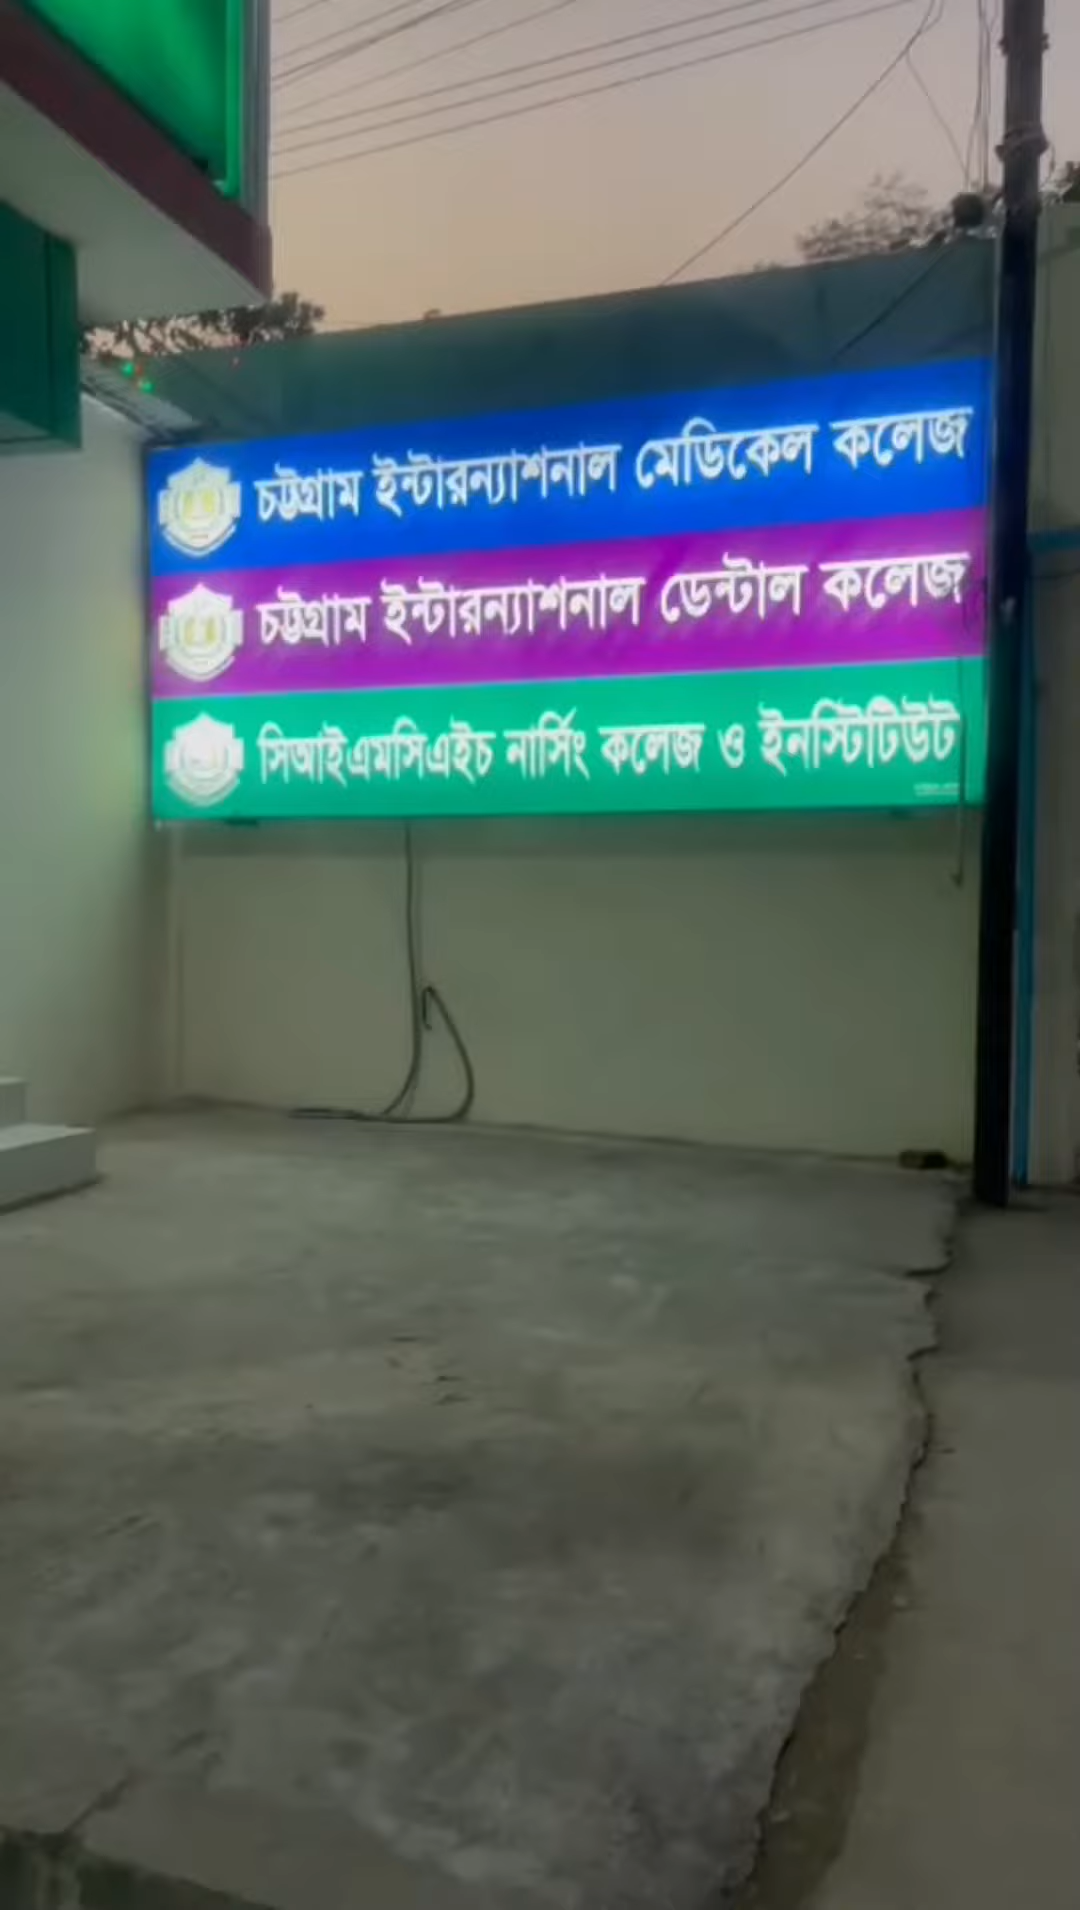 চট্টগ্রাম ইন্টারন্যাশনাল মেডিকেল কলেজ
চট্টগ্রাম ইন্টারন্যাশনাল ডেন্টাল কলেজ
সিআইএমসিএইচ নার্সিং কলেজ ও ইনস্টিটিউট